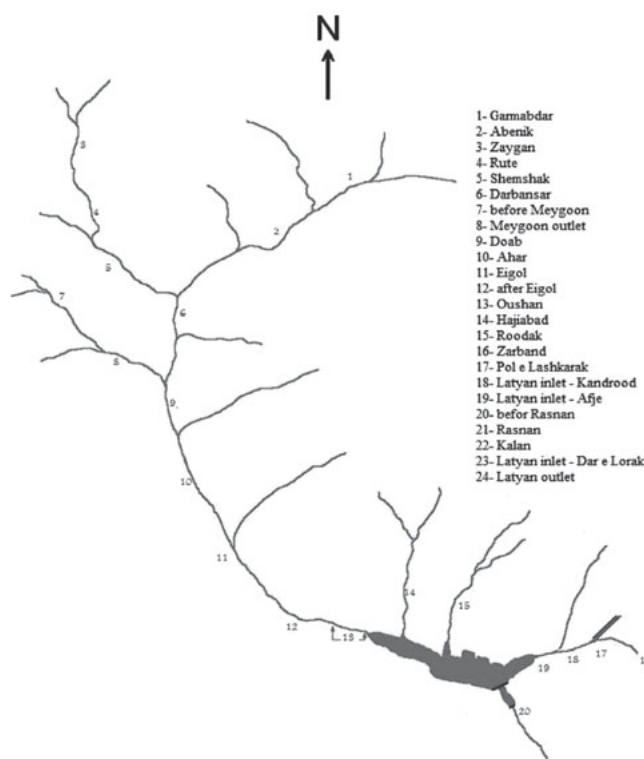 N
1- Garmabdar
2- Abenik
3- Zaygan
4- Rute
5- Shemshak
6- Darbansar
7- before Meygoon
8- Meygoon outlet
9- Doab
10- Ahar
11- Eigol
12- after Eigol
13- Oushan
14- Hajiabad
15- Roodak
16- Zarband
17- Pol e Lashkarak
18- Latyan inlet - Kandrood
19- Latyan inlet - Afje
20- befor Rasnan
21- Rasnan
22- Kalan
23- Latyan inlet - Dar e Lorak
24- Latyan outlet
3
1
4
2
5
7
6
8
9
10
11
14
15
12
13
19
18
17
1
20